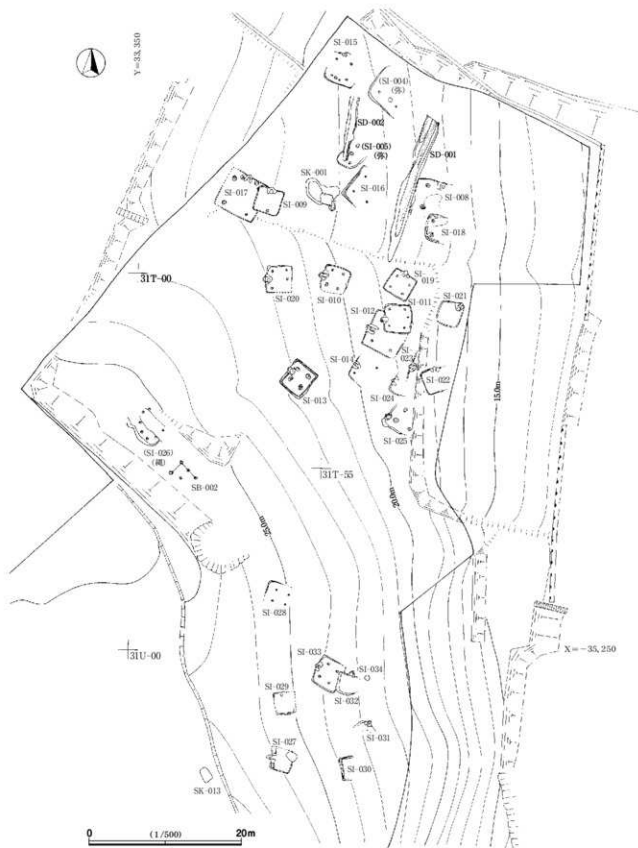 Y=33,350
SI-015
(SI-004)
(弥)
SD-002
(SI-005)
(弥)
SD-001
SK-001
SI-016
SI-017
SI-009
SI-008
SI-018
31T-00
SI-020
SI-010
SI-019
SI-011
SI-012
SI-021
SI-023
SI-014
SI-022
SI-024
SI-013
SI-025
15.0m
(SI-026)
(縄)
SB-002
31T-55
20.0m
25.0m
SI-028
31U-00
X=-35,250
SI-033
SI-034
SI-032
SI-029
SI-031
SI-027
SI-030
SK-013
0 (1/500) 20m